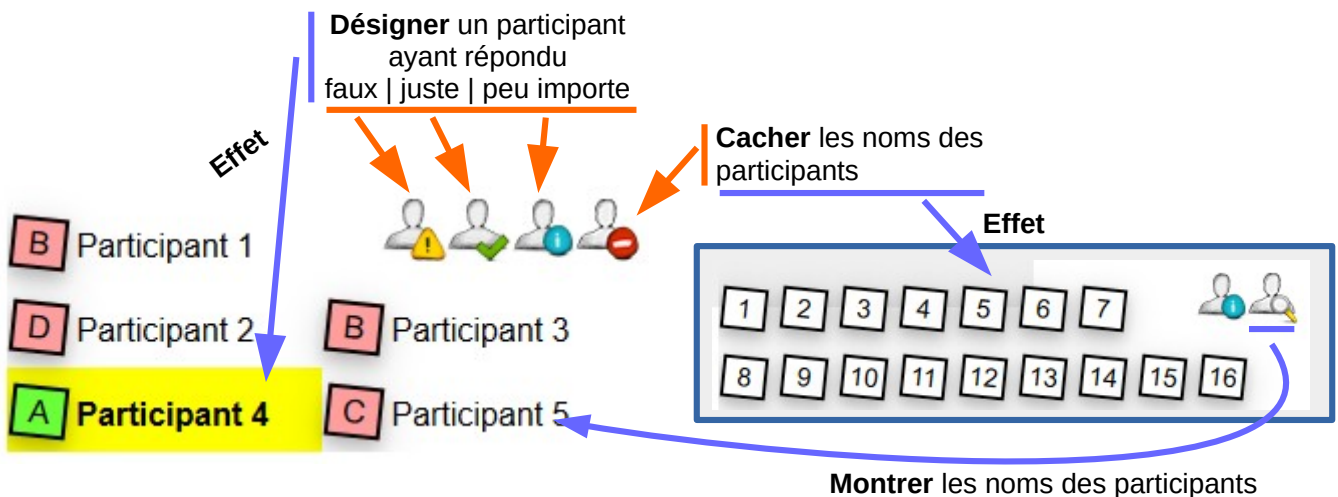 Désigner un participant
ayant répondu
faux | juste | peu importe
Effet
Cacher les noms des
participants
Effet
B Participant 1
D Participant 2
B Participant 3
A Participant 4
C Participant 5
1 2 3 4 5 6 7
8 9 10 11 12 13 14 15 16
Montrer les noms des participants